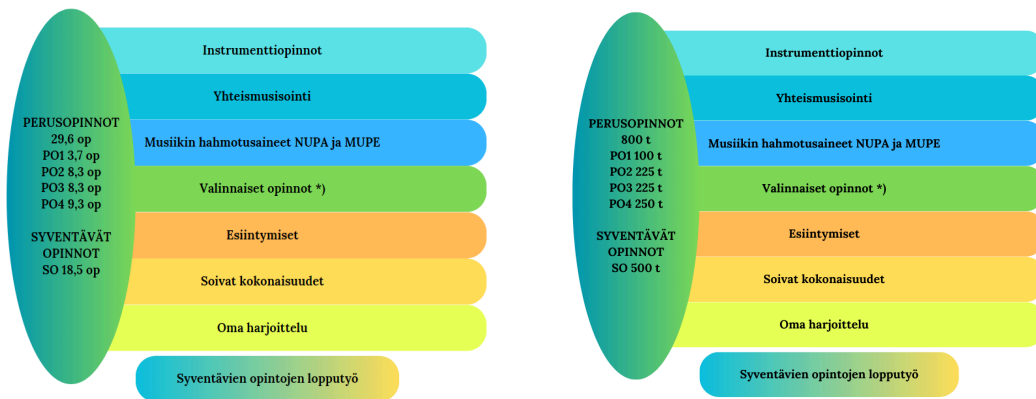 PERUSOPINNOT
29,6 op
PO1 3,7 op
PO2 8,3 op
PO3 8,3 op
PO4 9,3 op
SYVENTÄVÄT
OPINNOT
SO 18,5 op
Instrumenttiopinnot
Yhteismusisointi
Musiikin hahmotusaineet NUPA ja MUPE
Valinnaiset opinnot *)
Esiintymiset
Soivat kokonaisuudet
Oma harjoittelu
Syventävien opintojen lopputyö
PERUSOPINNOT
800 t
PO1 100 t
PO2 225 t
PO3 225 t
PO4 250 t
SYVENTÄVÄT
OPINNOT
SO 500 t
Instrumenttiopinnot
Yhteismusisointi
Musiikin hahmotusaineet NUPA ja MUPE
Valinnaiset opinnot *)
Esiintymiset
Soivat kokonaisuudet
Oma harjoittelu
Syventävien opintojen lopputyö